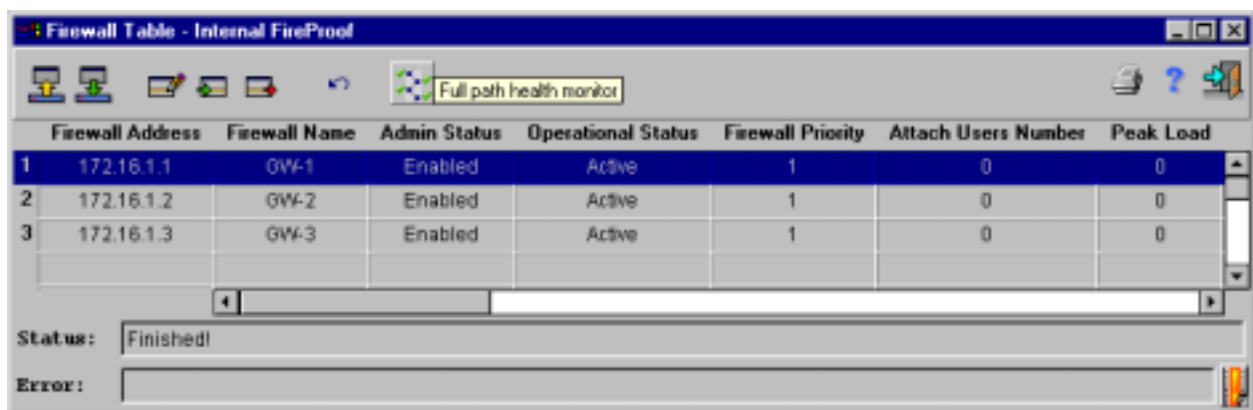 Firewall Table - Internal FireProof
Full path health monitor
Firewall Address Firewall Name Admin Status Operational Status Firewall Priority Attach Users Number Peak Load
1 172.16.1.1 GW-1 Enabled Active 1 0 0
2 172.16.1.2 GW-2 Enabled Active 1 0 0
3 172.16.1.3 GW-3 Enabled Active 1 0 0
Status: Finished!
Error: